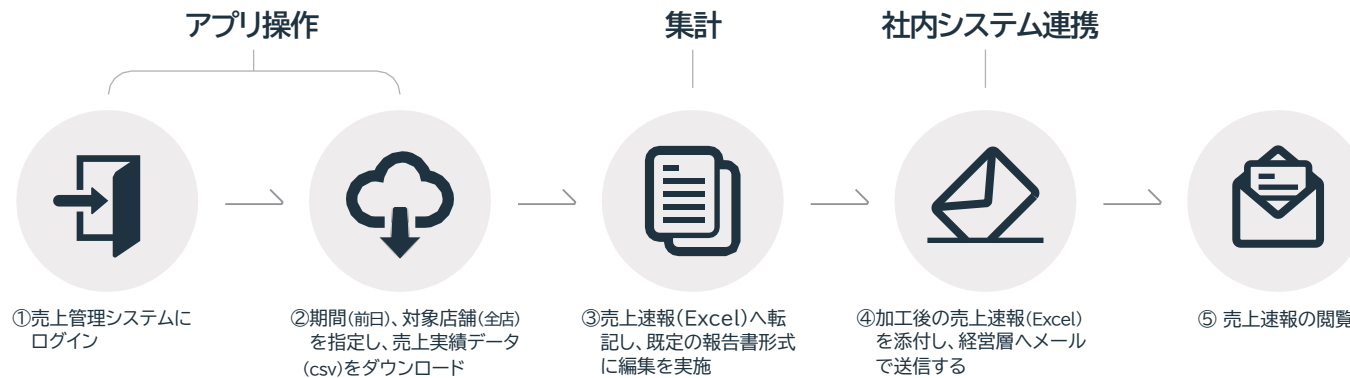 アプリ操作
集計
社内システム連携
①売上管理システムに
ログイン
②期間(前日)、対象店舗(全店)
を指定し、売上実績データ
(csv)をダウンロード
③売上速報(Excel)へ転
記し、既定の報告書形式
に編集を実施
④加工後の売上速報(Excel)
を添付し、経営層へメール
で送信する
⑤ 売上速報の閲覧